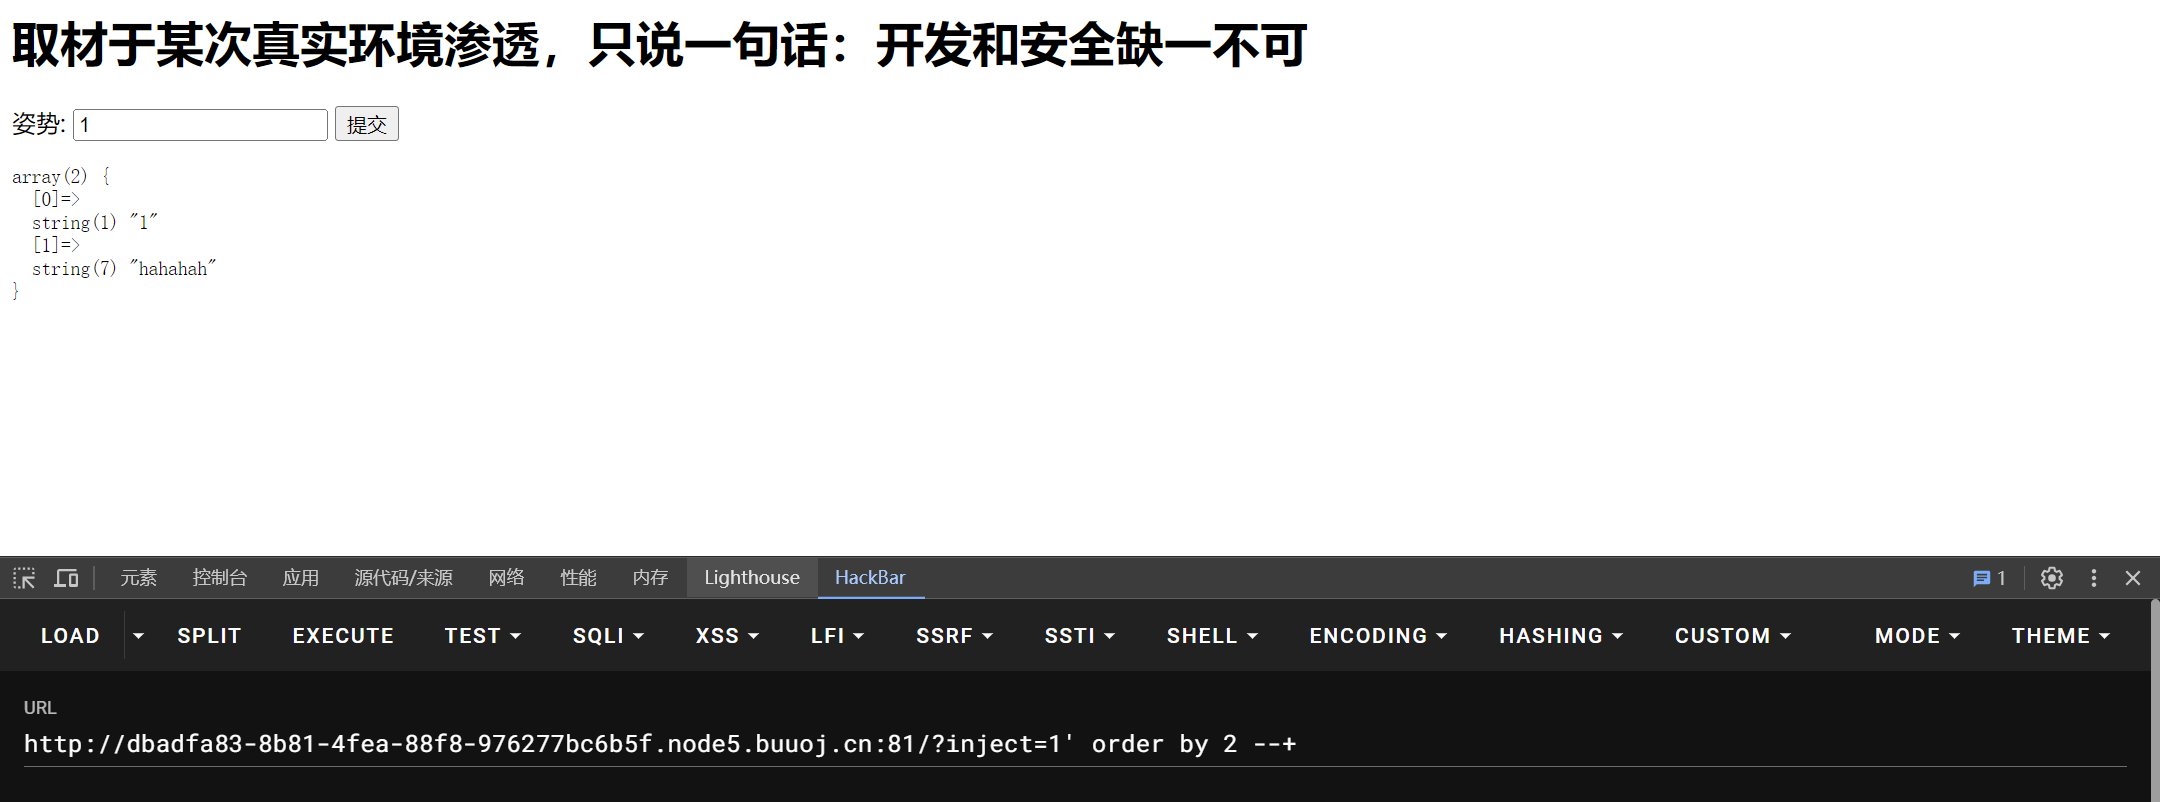 取材于某次真实环境渗透，只说一句话：开发和安全缺一不可
姿势: 1 提交
array(2) {
  [0]=>
  string(1) "1"
  [1]=>
  string(7) "hahahah"
}
元素 控制台 应用 源代码/来源 网络 性能 内存 Lighthouse HackBar 1
LOAD SPLIT EXECUTE TEST SQLI XSS LFI SSRF SSTI SHELL ENCODING HASHING CUSTOM MODE THEME
URL
http://dbadfa83-8b81-4fea-88f8-976277bc6b5f.node5.buuoj.cn:81/?inject=1' order by 2 --+